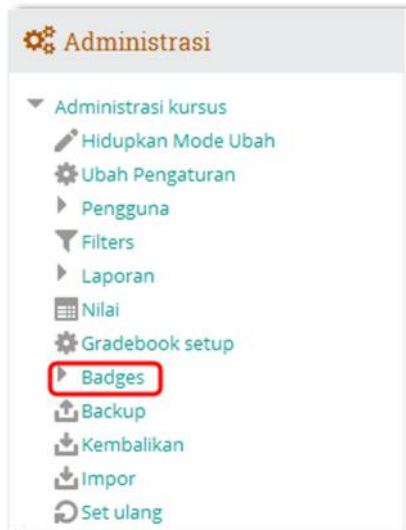 Administrasi
Administrasi kursus
Hidupkan Mode Ubah
Ubah Pengaturan
Pengguna
Filters
Laporan
Nilai
Gradebook setup
Badges
Backup
Kembalikan
Impor
Set ulang